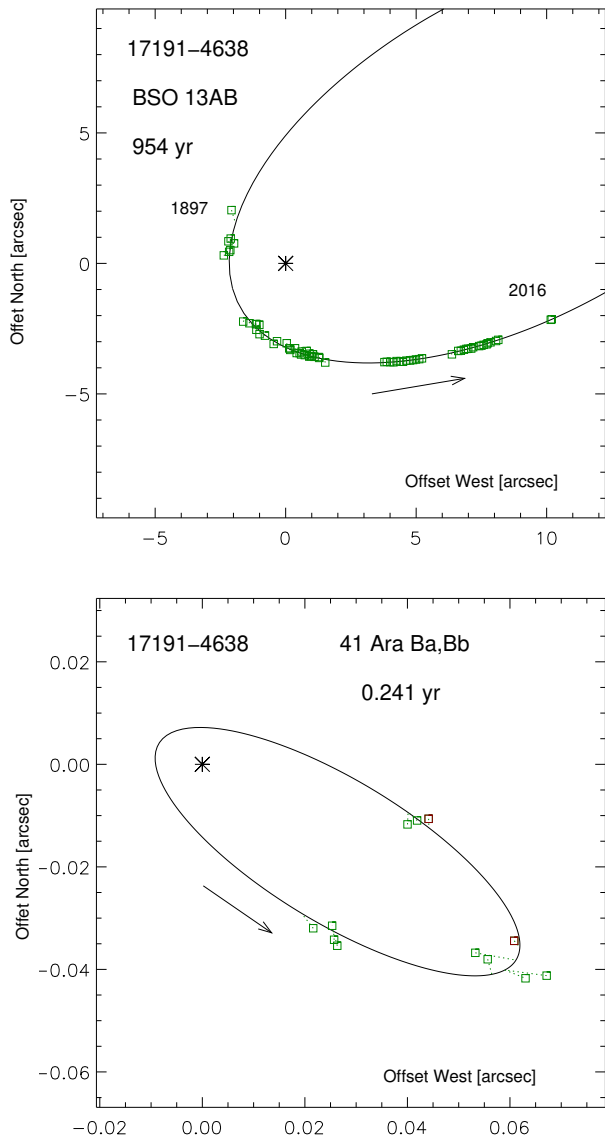 17191−4638
BSO 13AB
954 yr
1897
2016
5
0
−5
Offet North [arcsec]
Offset West [arcsec]
−5
0
5
10
17191−4638
41 Ara Ba,Bb
0.241 yr
0.02
0.00
−0.02
−0.04
−0.06
Offet North [arcsec]
Offset West [arcsec]
−0.02
0.00
0.02
0.04
0.06